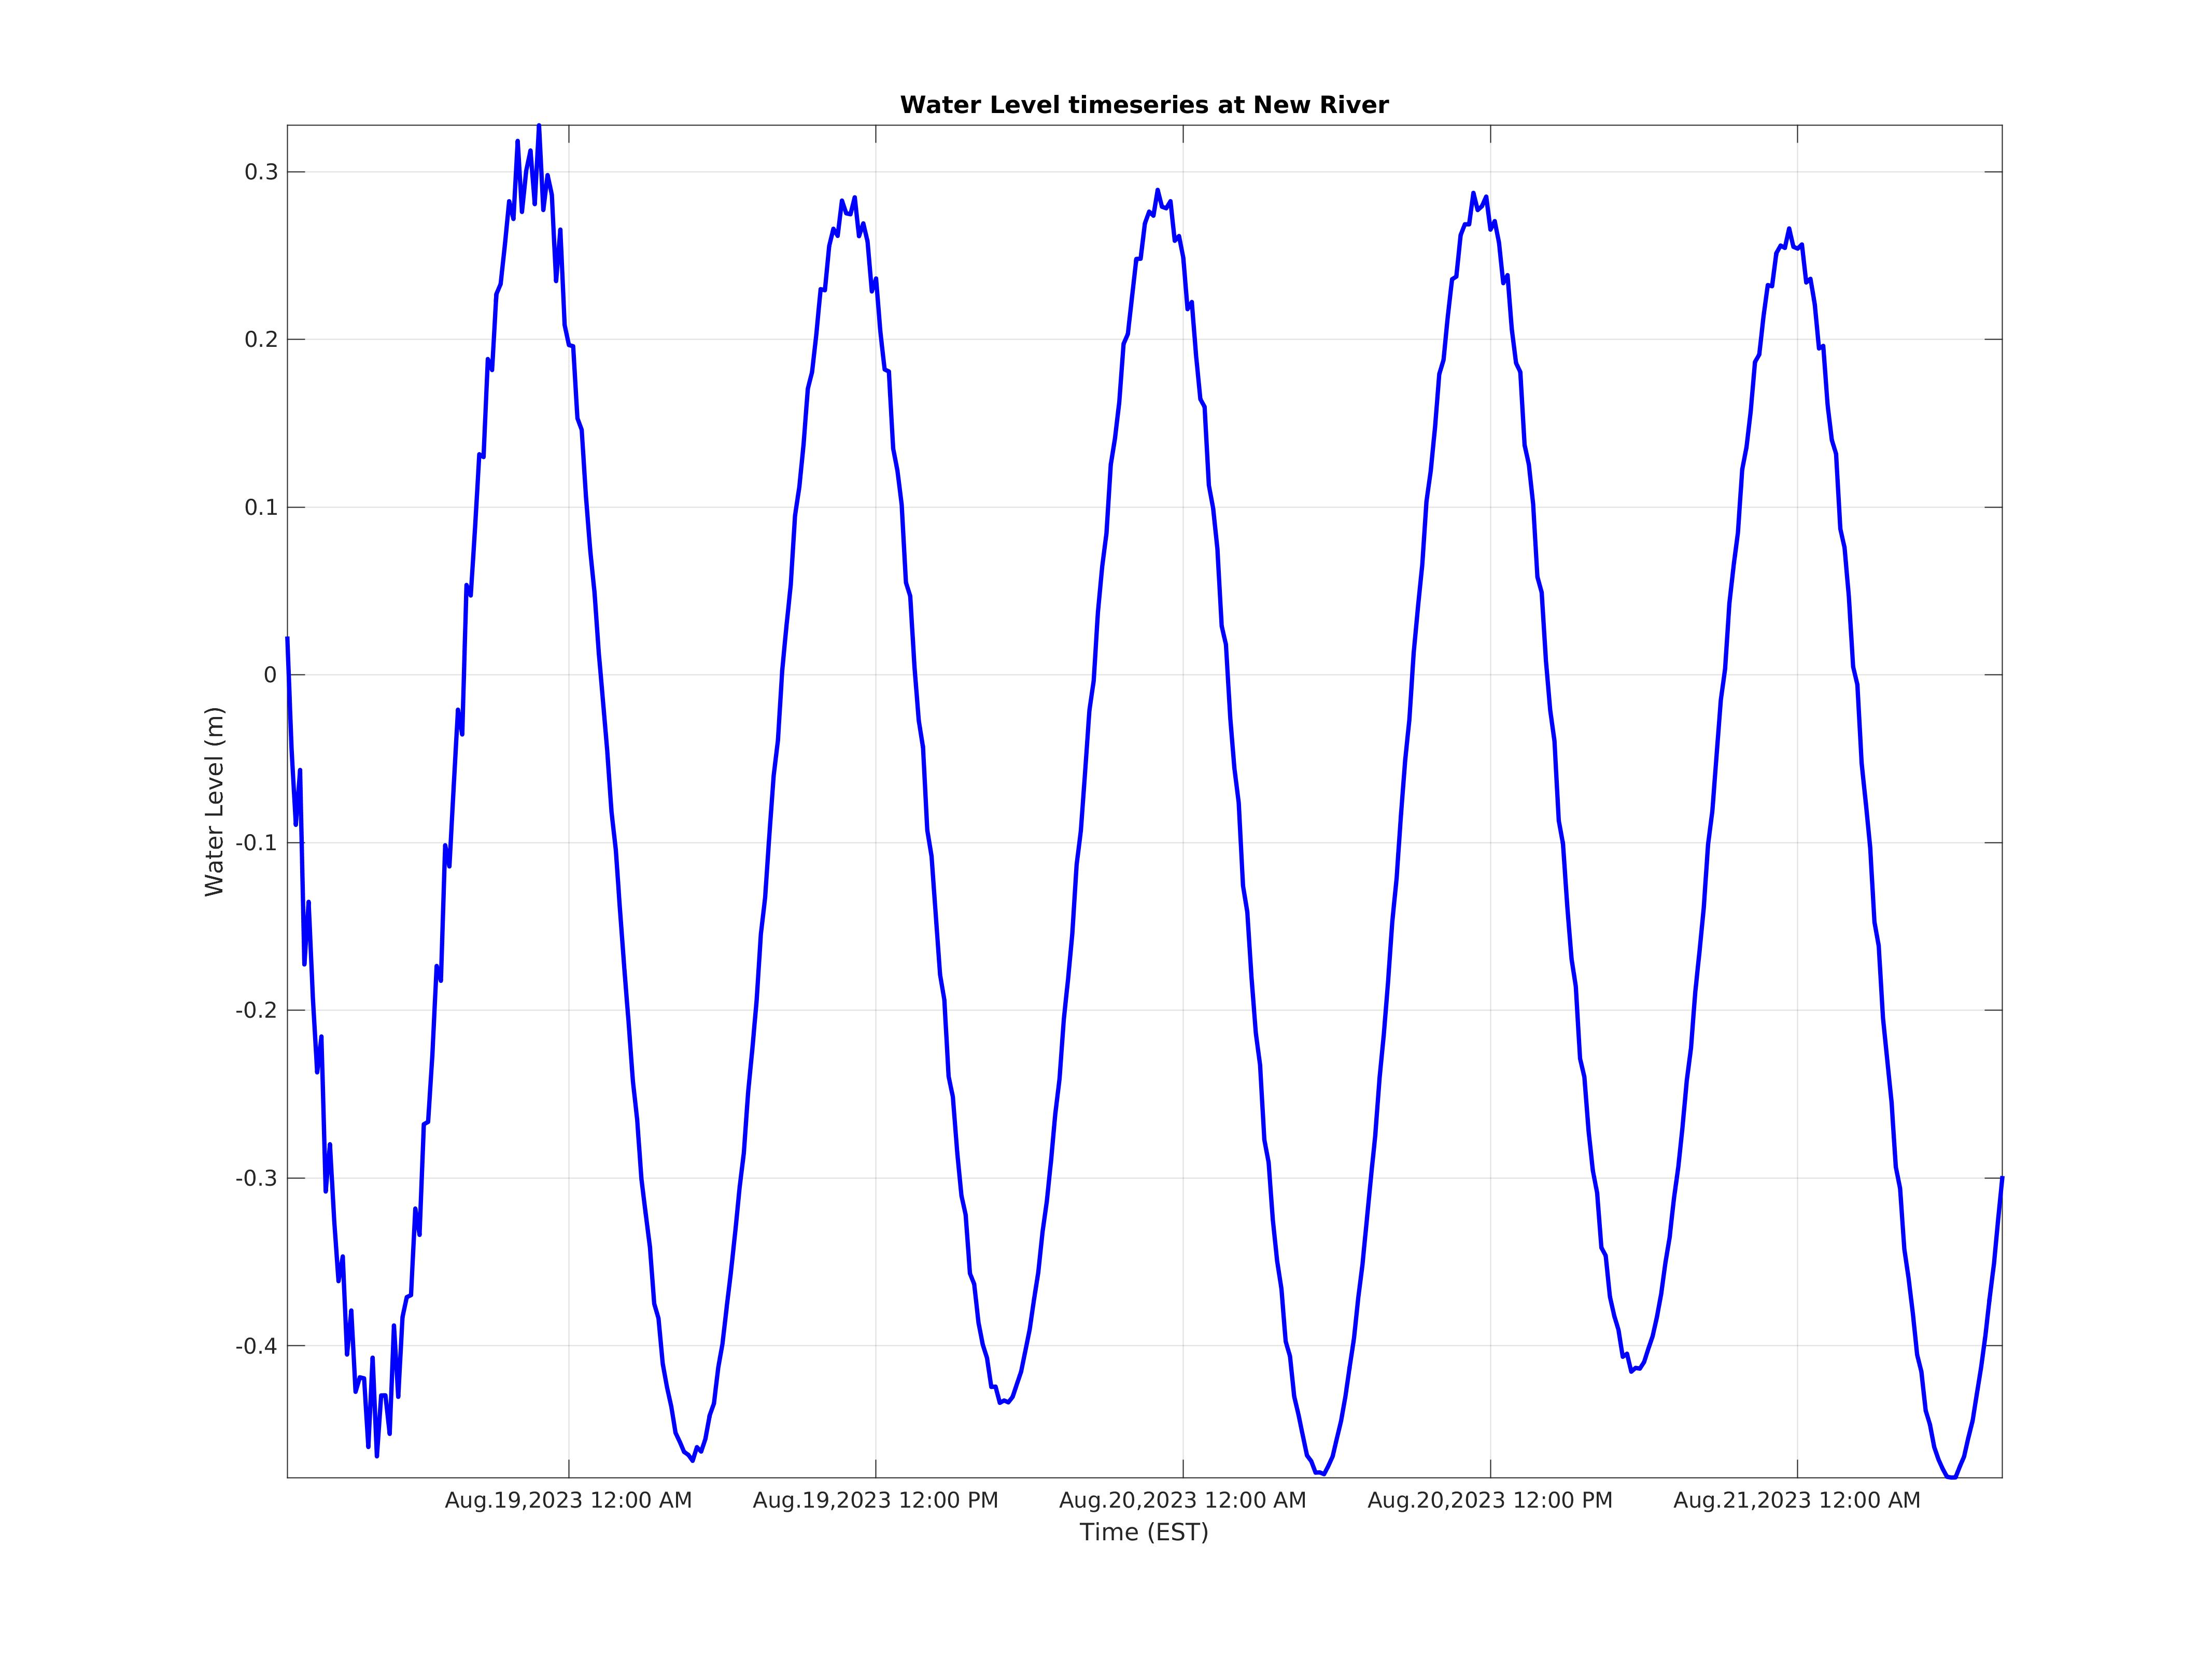 Water Level timeseries at New River
0.3
0.2
0.1
0
-0.1
-0.2
-0.3
-0.4
Water Level (m)
Aug.19,2023 12:00 AM Aug.19,2023 12:00 PM Aug.20,2023 12:00 AM Aug.20,2023 12:00 PM Aug.21,2023 12:00 AM
Time (EST)